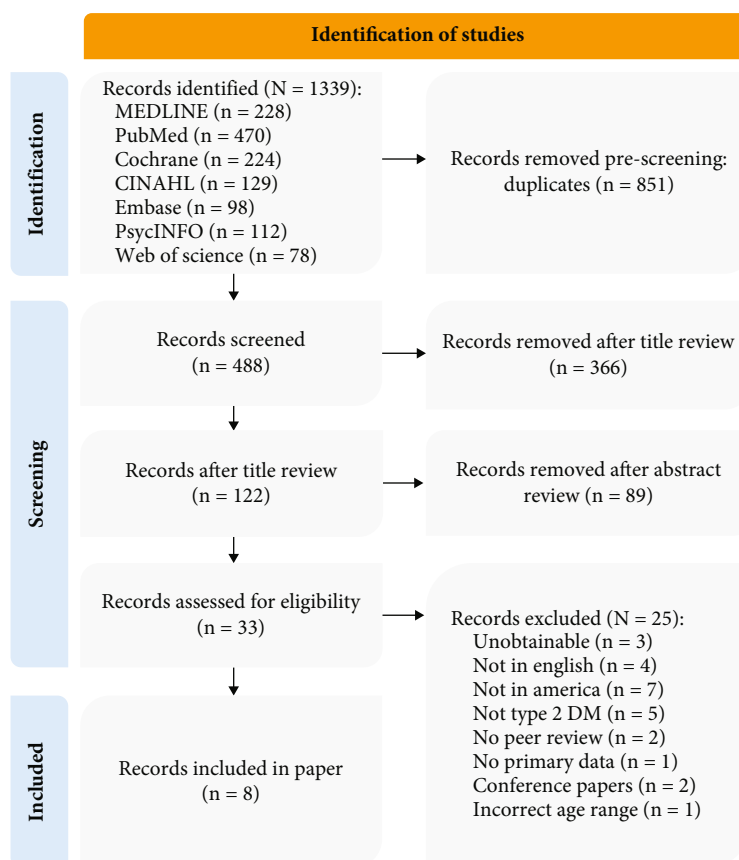 Identification of studies
Identification
Records identified (N = 1339):
MEDLINE (n = 228)
PubMed (n = 470)
Cochrane (n = 224)
CINAHL (n = 129)
Embase (n = 98)
PsycINFO (n = 112)
Web of science (n = 78)
Records removed pre-screening:
duplicates (n = 851)
Screening
Records screened
(n = 488)
Records removed after title review
(n = 366)
Records after title review
(n = 122)
Records removed after abstract
review (n = 89)
Records assessed for eligibility
(n = 33)
Records excluded (N = 25):
Unobtainable (n = 3)
Not in english (n = 4)
Not in america (n = 7)
Not type 2 DM (n = 5)
No peer review (n = 2)
No primary data (n = 1)
Conference papers (n = 2)
Incorrect age range (n = 1)
Included
Records included in paper
(n = 8)